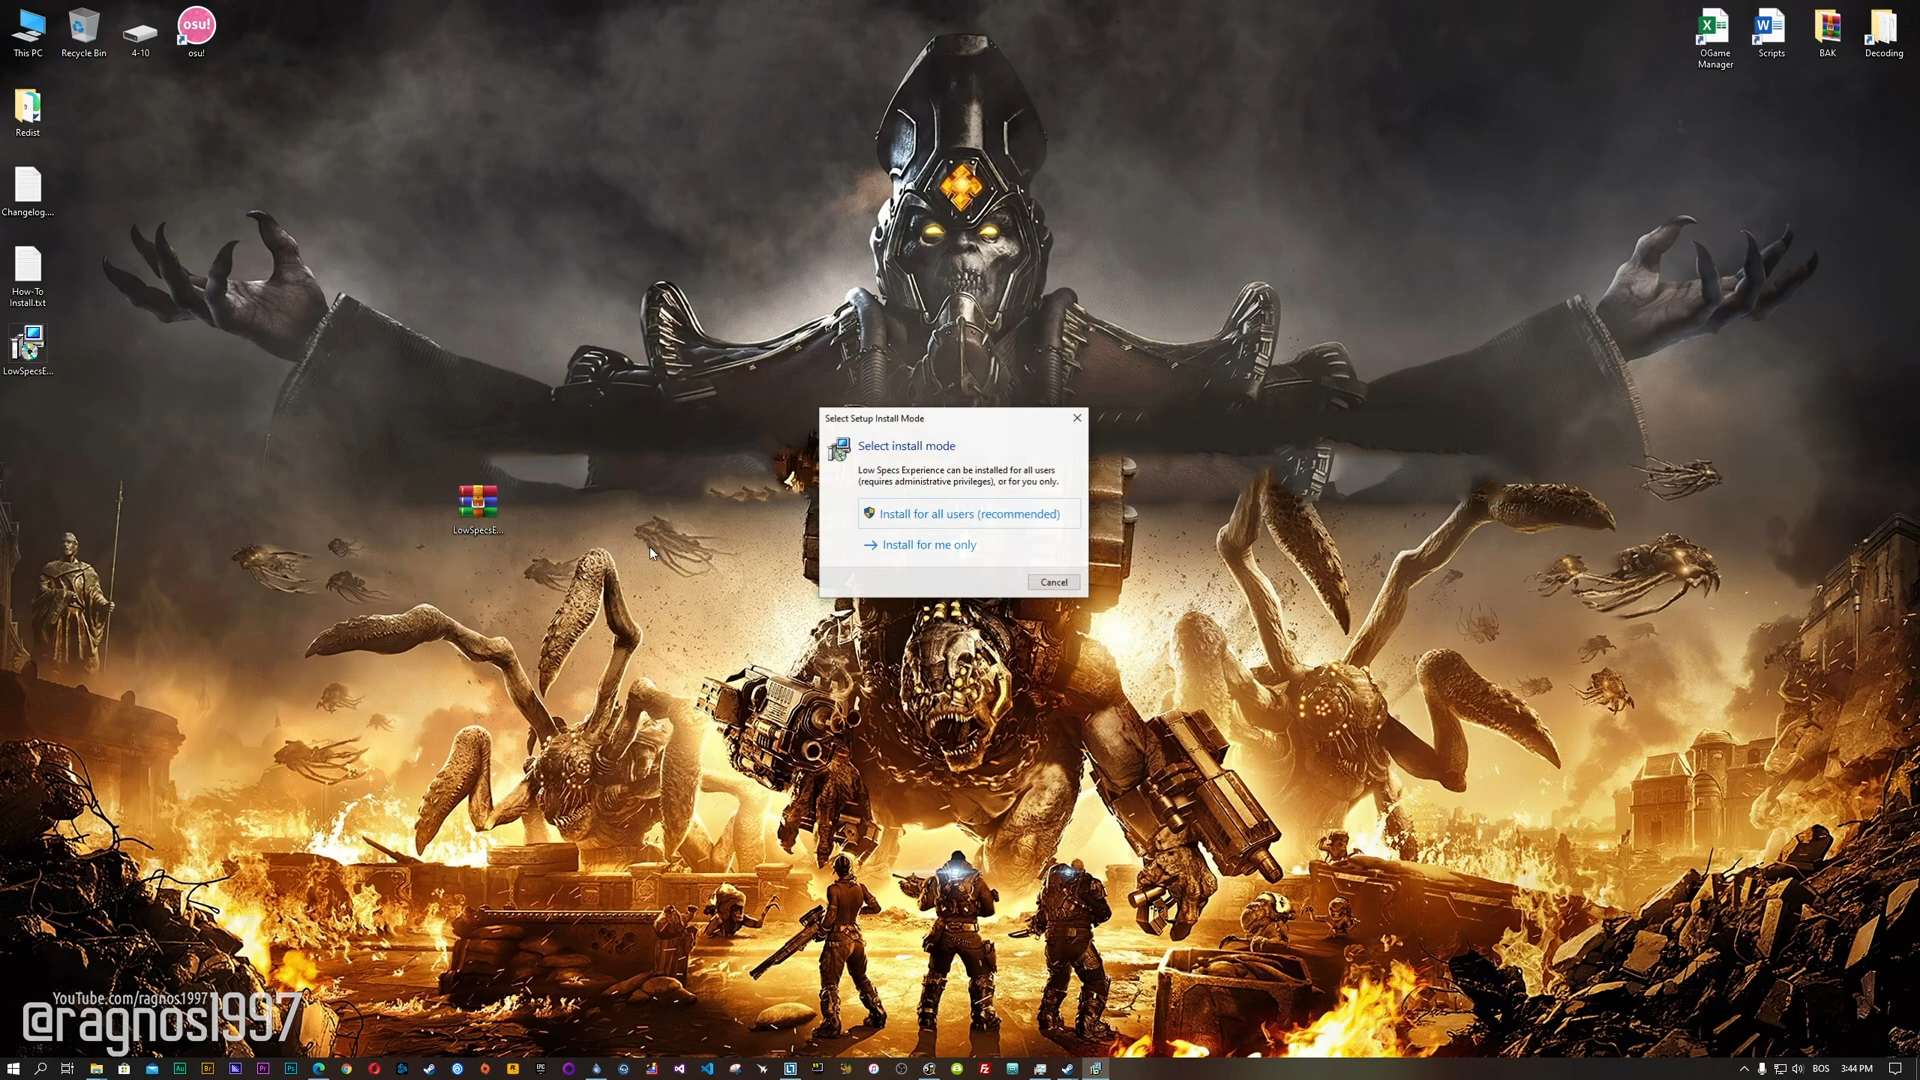 This PC
Recycle Bin
4-10
osu!
osu!
OGame
Manager
Scripts
BAK
Decoding
Redist
Changelog....
How-To
Install.txt
LowSpecsE...
LowSpecsE...
Select Setup Install Mode
Select install mode
Low Specs Experience can be installed for all users
(requires administrative privileges), or for you only.
Install for all users (recommended)
Install for me only
Cancel
YouTube.com/ragnos1997
@ragnos1997
BOS
3:44 PM